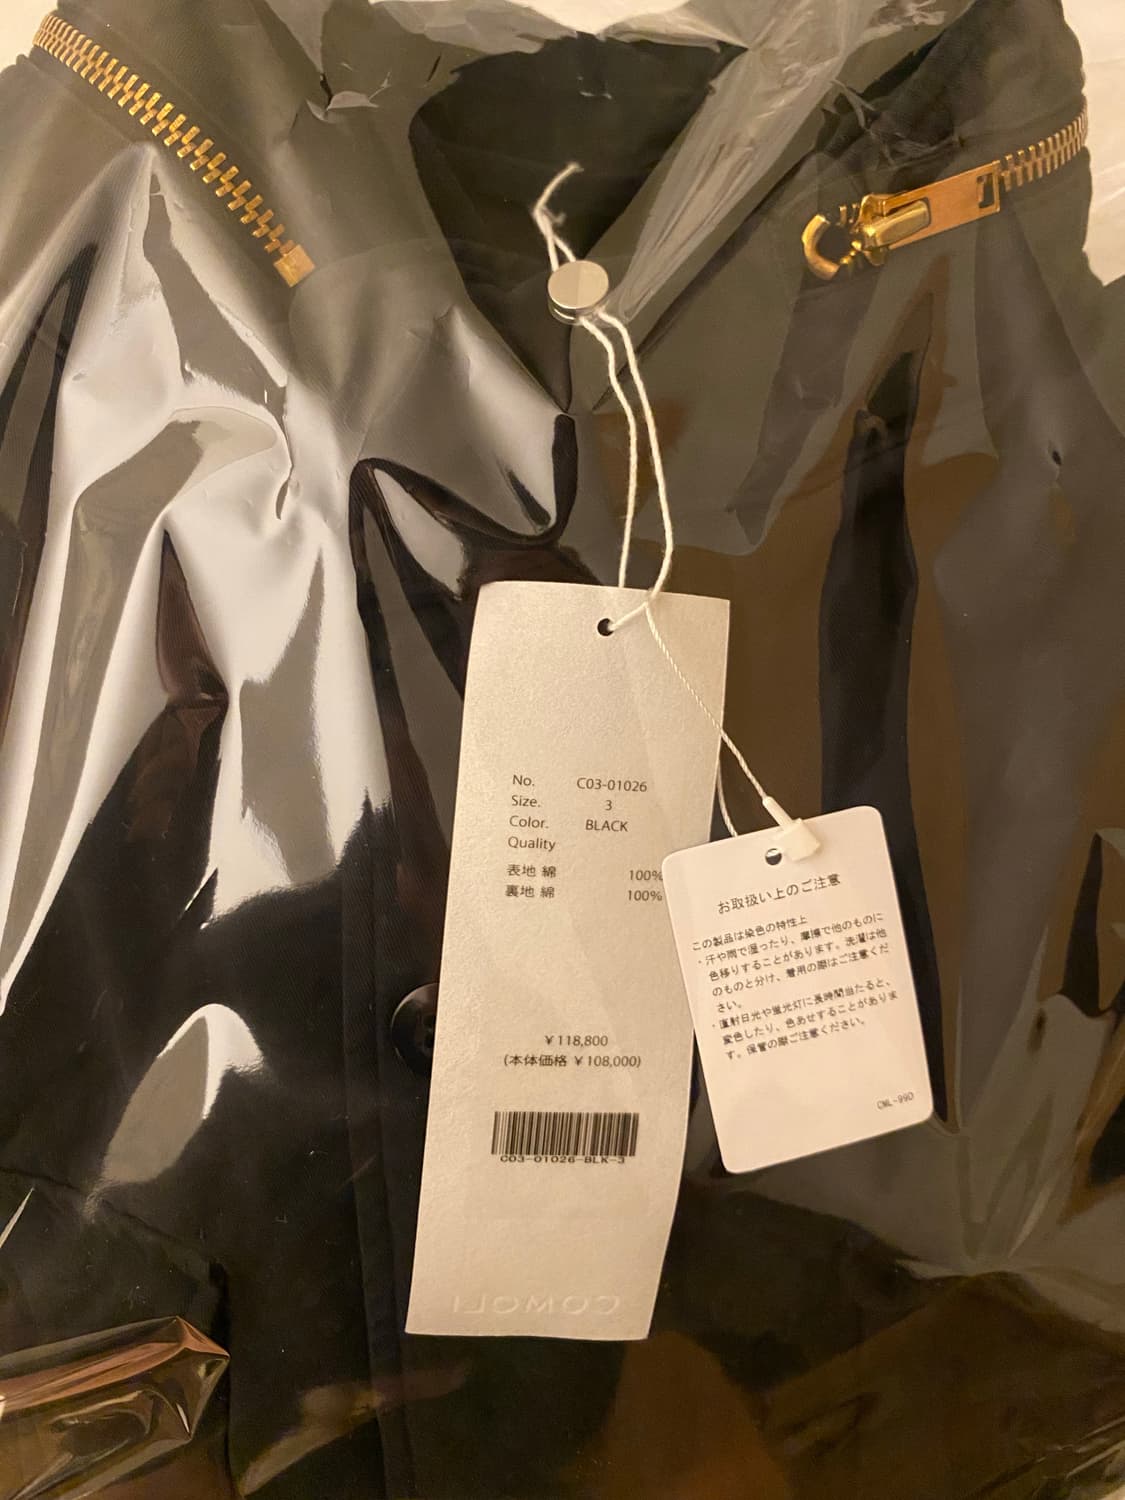 No. C03-01026
Size. 3
Color. BLACK
Quality
表地 綿 100%
裏地 綿 100%
¥118,800
(本体価格 ¥108,000)
C03-01026-BLK-3
COMOLI
お取扱い上のご注意
この製品は染色の特性上
・汗や雨で湿ったり、摩擦で他のものに
色移りすることがあります。洗濯は他
のものと分け、着用の際はご注意くだ
さい。
・直射日光や蛍光灯に長時間当たると、
変色したり、色あせすることがありま
す。保管の際ご注意ください。
CML-990